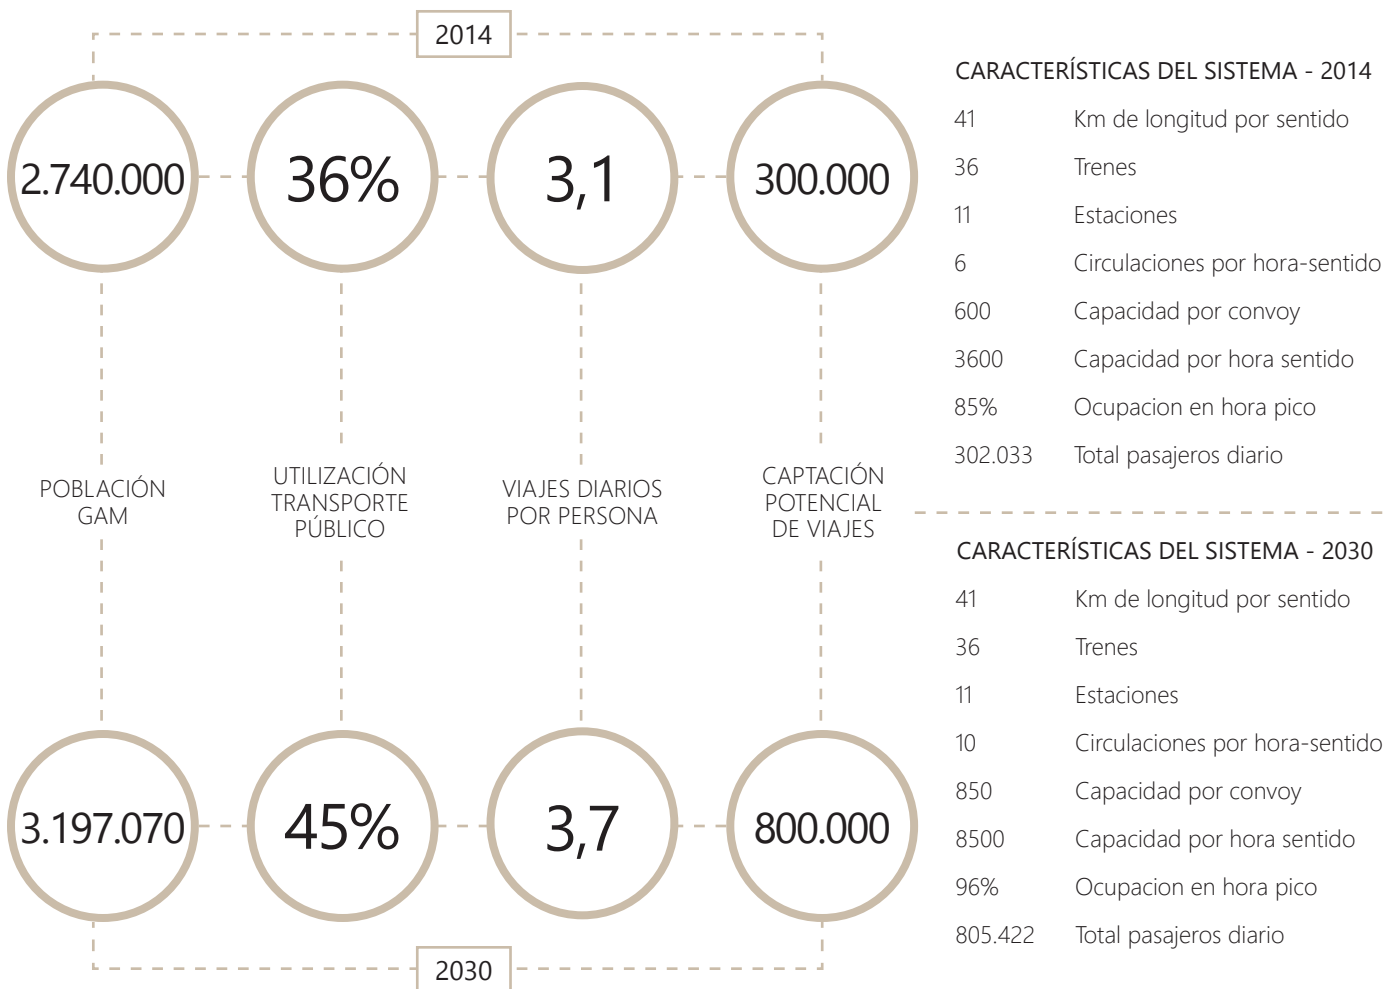 2014
2.740.000
36%
3,1
300.000
POBLACIÓN
GAM
UTILIZACIÓN
TRANSPORTE
PÚBLICO
VIAJES DIARIOS
POR PERSONA
CAPTACIÓN
POTENCIAL
DE VIAJES
3.197.070
45%
3,7
800.000
2030
CARACTERÍSTICAS DEL SISTEMA - 2014
41 Km de longitud por sentido
36 Trenes
11 Estaciones
6 Circulaciones por hora-sentido
600 Capacidad por convoy
3600 Capacidad por hora sentido
85% Ocupacion en hora pico
302.033 Total pasajeros diario
CARACTERÍSTICAS DEL SISTEMA - 2030
41 Km de longitud por sentido
36 Trenes
11 Estaciones
10 Circulaciones por hora-sentido
850 Capacidad por convoy
8500 Capacidad por hora sentido
96% Ocupacion en hora pico
805.422 Total pasajeros diario